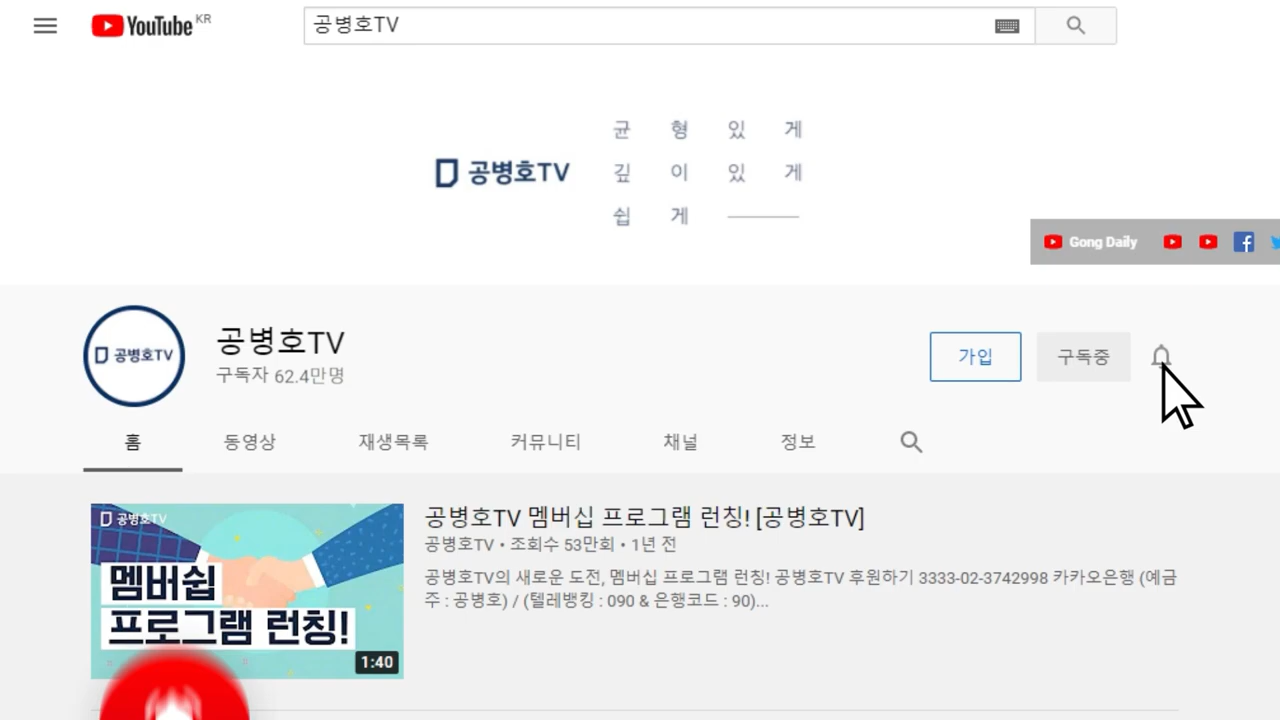 YouTube KR
공병호TV
공병호TV
균형있게
깊이있게
쉽게
Gong Daily
공병호TV
공병호TV
구독자 62.4만명
가입
구독중
홈 동영상 재생목록 커뮤니티 채널 정보
공병호TV
멤버쉽
프로그램 런칭!
1:40
공병호TV 멤버십 프로그램 런칭! [공병호TV]
공병호TV • 조회수 53만회 • 1년 전
공병호TV의 새로운 도전, 멤버십 프로그램 런칭! 공병호TV 후원하기 3333-02-3742998 카카오은행 (예금
주 : 공병호) / (텔레뱅킹 : 090 & 은행코드 : 90)...